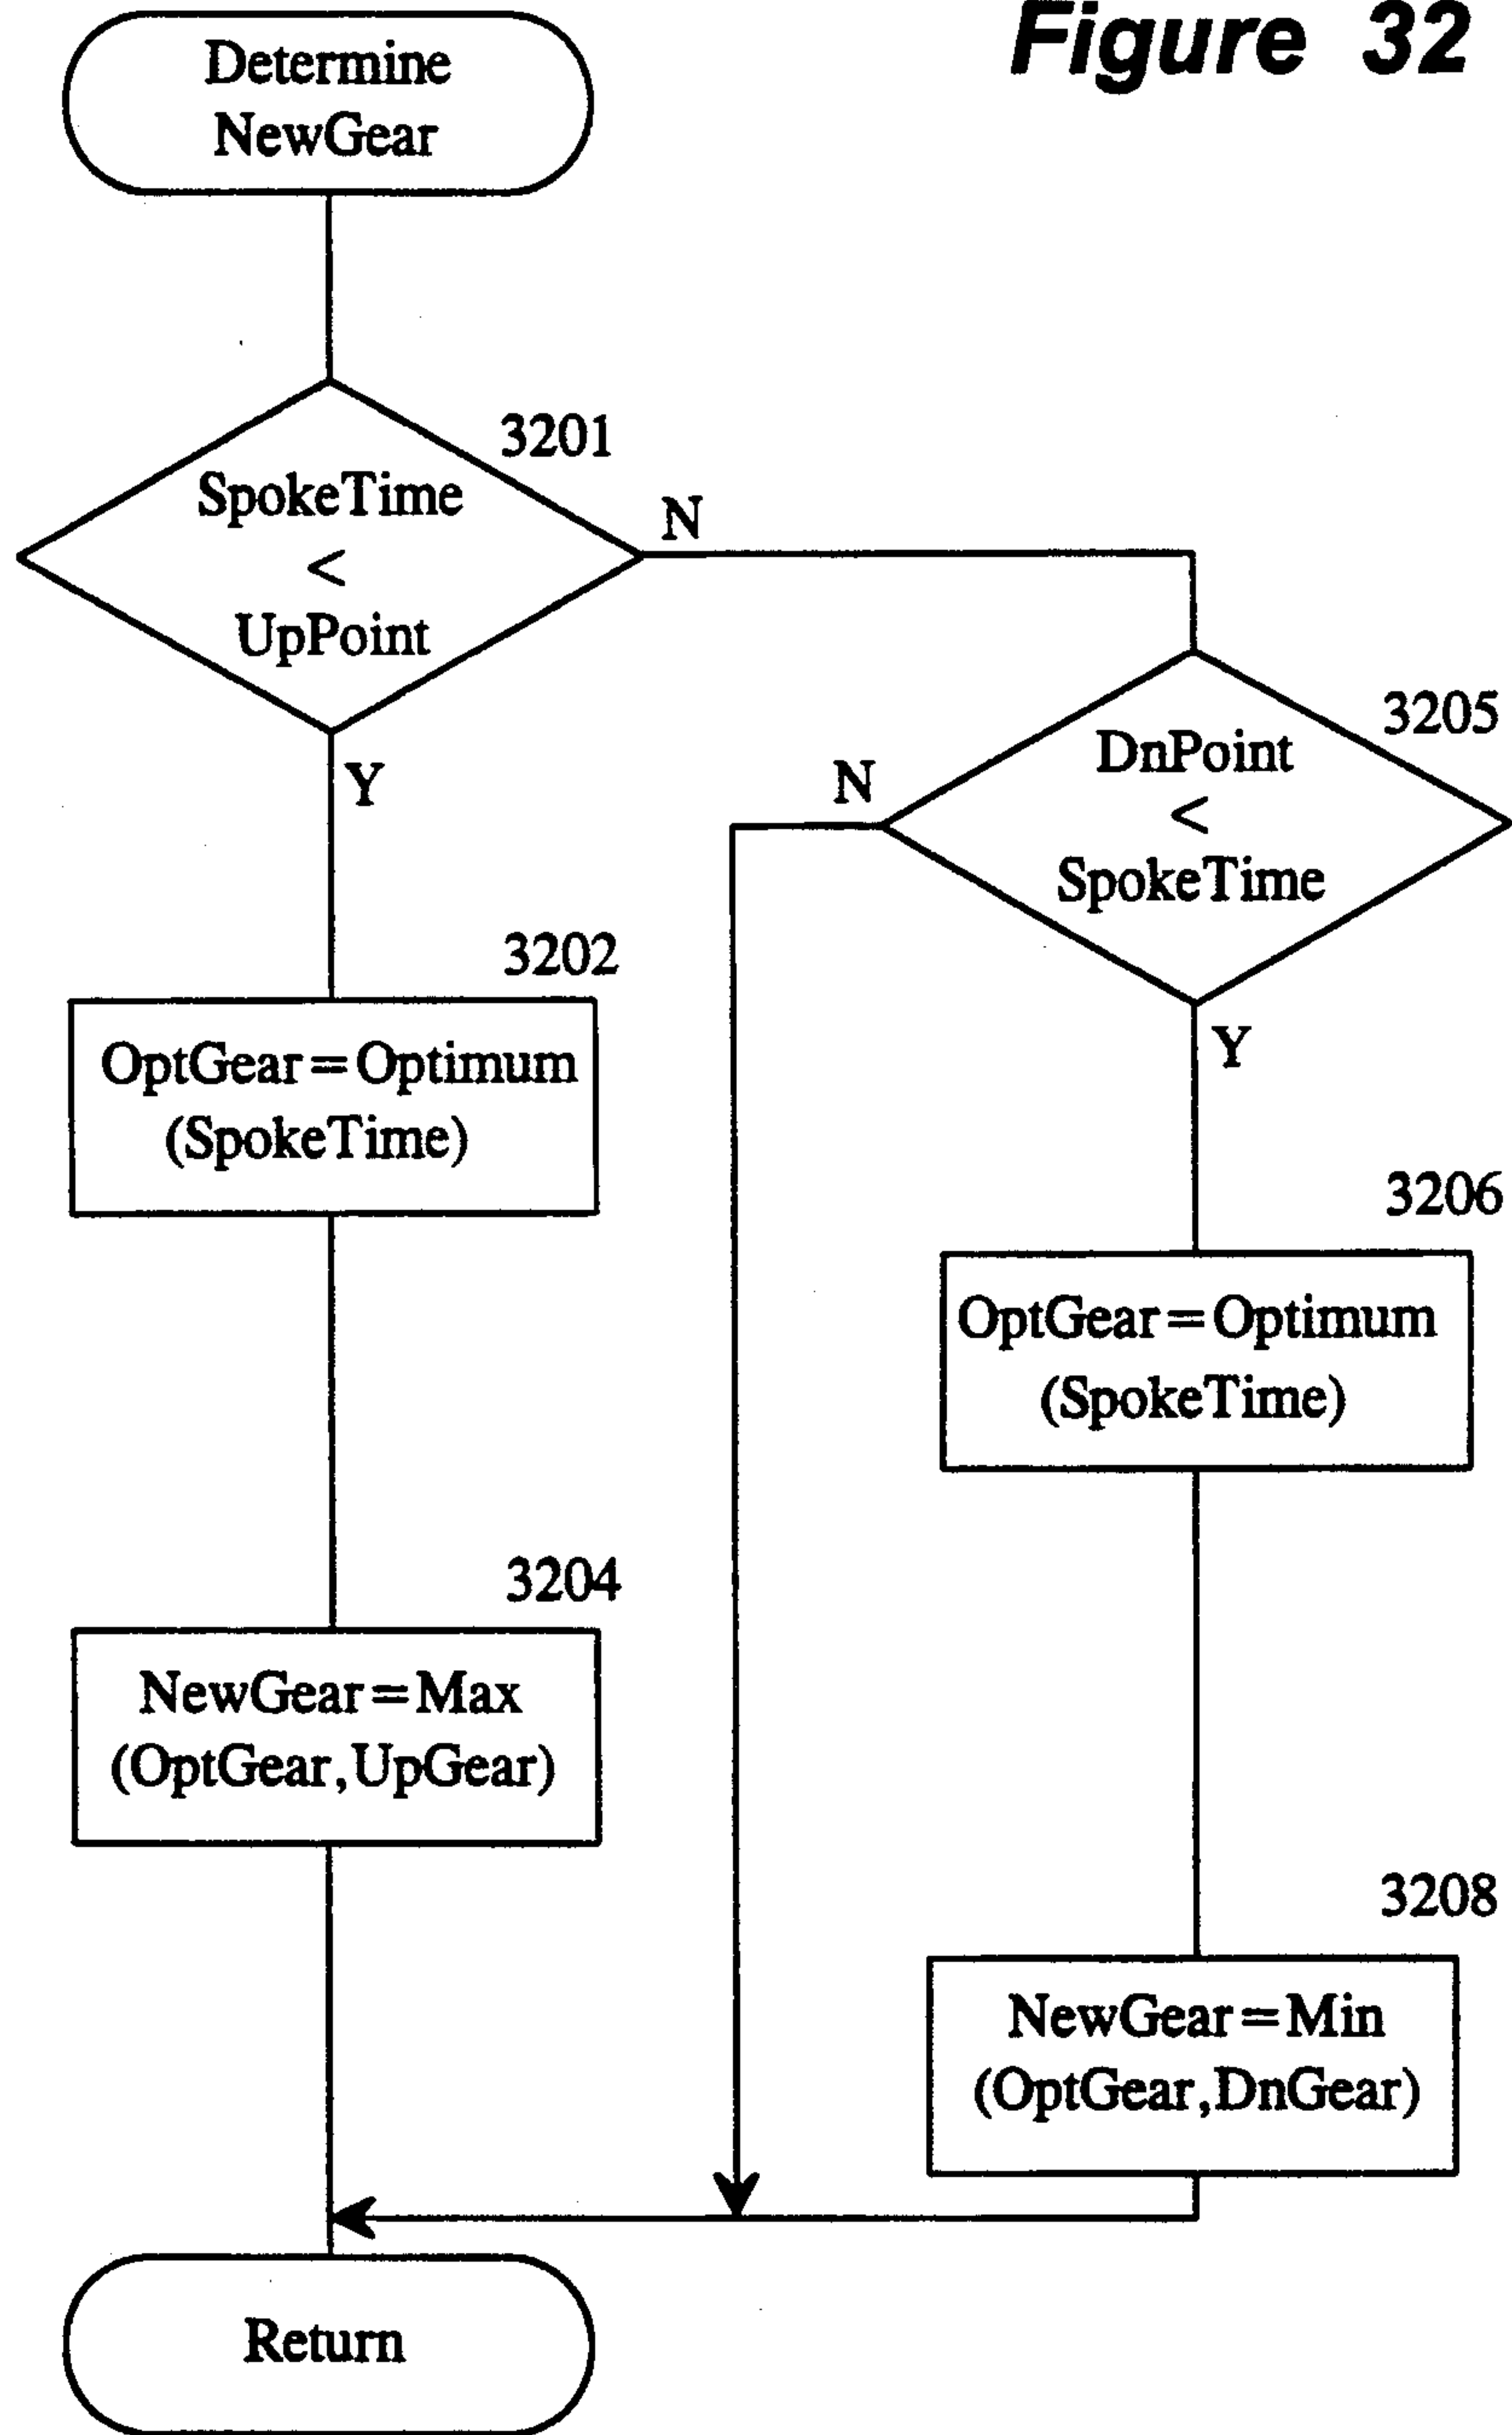 Figure 32
Determine
NewGear
3201
SpokeTime
<
UpPoint
N
Y
3205
DnPoint
<
SpokeTime
N
Y
3202
OptGear=Optimum
(SpokeTime)
3206
OptGear=Optimum
(SpokeTime)
3204
NewGear=Max
(OptGear,UpGear)
3208
NewGear=Min
(OptGear,DnGear)
Return